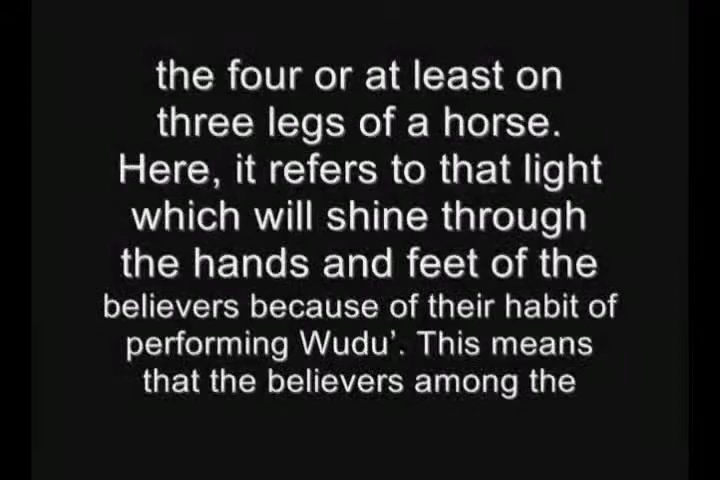 the four or at least on
three legs of a horse.
Here, it refers to that light
which will shine through
the hands and feet of the
believers because of their habit of
performing Wudu’. This means
that the believers among the